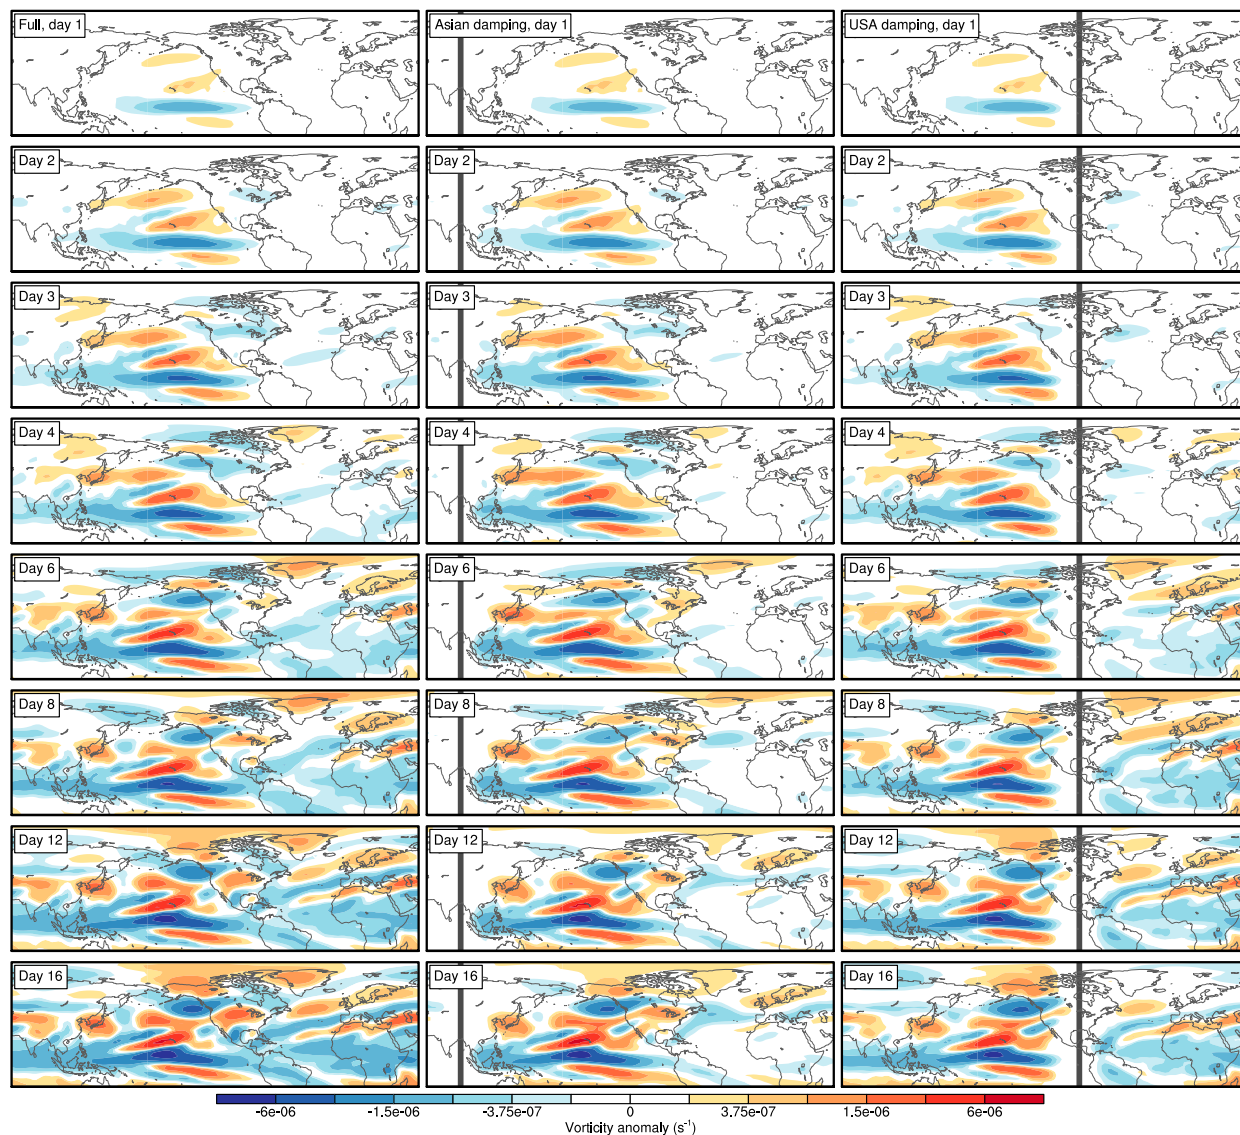 Full, day 1
Asian damping, day 1
USA damping, day 1
Day 2
Day 2
Day 2
Day 3
Day 3
Day 3
Day 4
Day 4
Day 4
Day 6
Day 6
Day 6
Day 8
Day 8
Day 8
Day 12
Day 12
Day 12
Day 16
Day 16
Day 16
-6e-06 -1.5e-06 -3.75e-07 0 3.75e-07 1.5e-06 6e-06
Vorticity anomaly (s⁻¹)